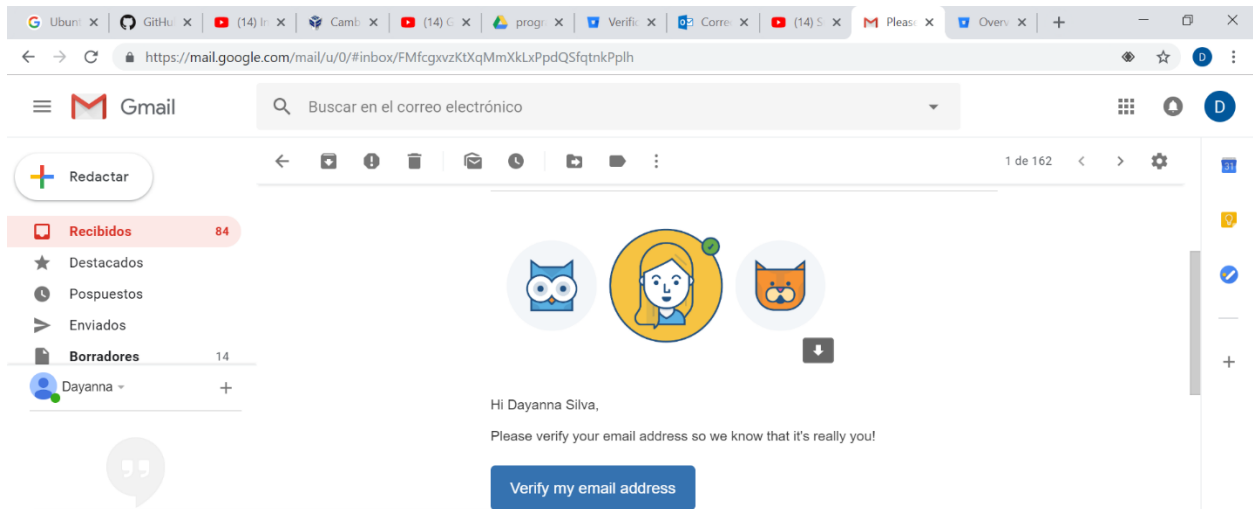 Ubunt
GitHu
(14) In
Camb
(14) G
progr
Verific
Corre
(14) S
Please
Overv
https://mail.google.com/mail/u/0/#inbox/FMfcgxvzKtXqMmXkLxPpdQSfqtnkPplh
D
Gmail
Buscar en el correo electrónico
D
Redactar
1 de 162
31
Recibidos 84
Destacados
Pospuestos
Enviados
Borradores 14
Dayanna
Hi Dayanna Silva,
Please verify your email address so we know that it's really you!
Verify my email address